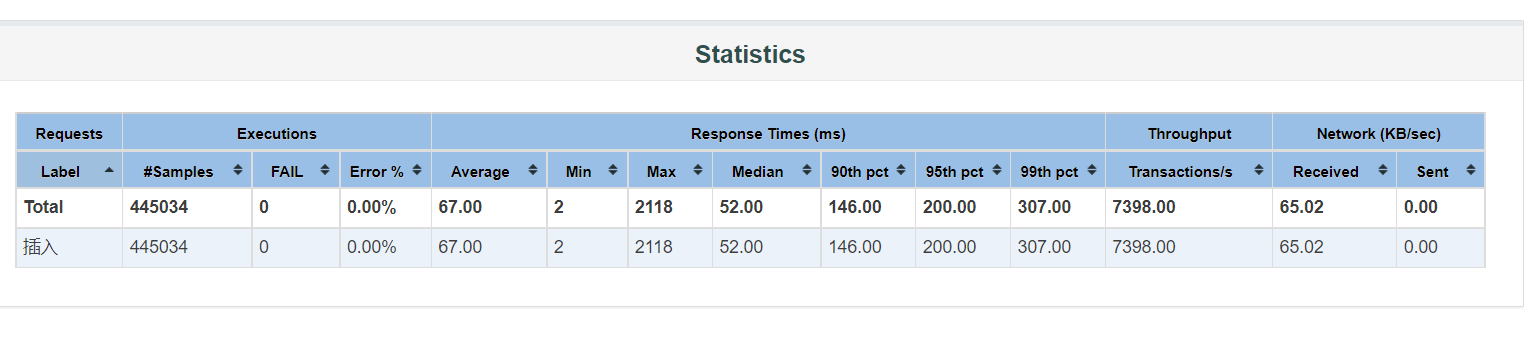 Statistics
Requests Executions Response Times (ms) Throughput Network (KB/sec)
Label #Samples FAIL Error % Average Min Max Median 90th pct 95th pct 99th pct Transactions/s Received Sent
Total 445034 0 0.00% 67.00 2 2118 52.00 146.00 200.00 307.00 7398.00 65.02 0.00
插入 445034 0 0.00% 67.00 2 2118 52.00 146.00 200.00 307.00 7398.00 65.02 0.00